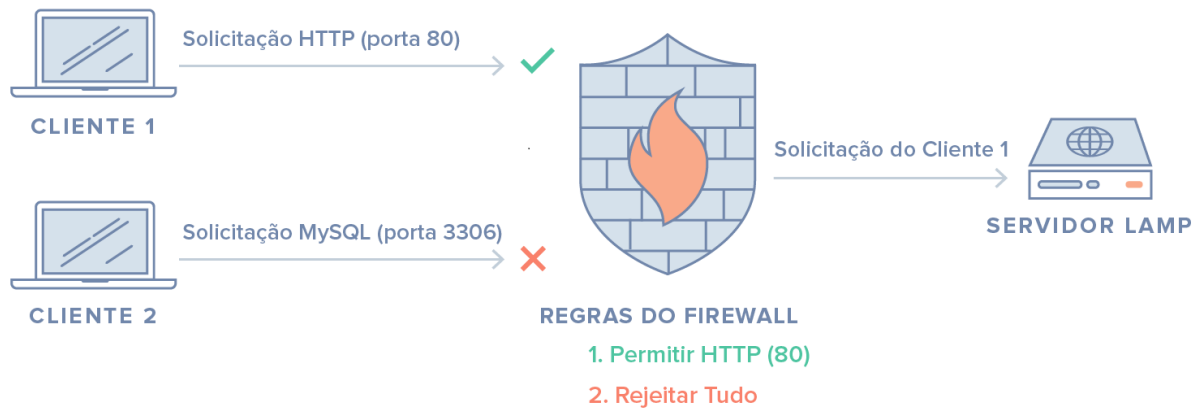 Solicitação HTTP (porta 80)
CLIENTE 1
Solicitação do Cliente 1
Solicitação MySQL (porta 3306)
SERVIDOR LAMP
CLIENTE 2
REGRAS DO FIREWALL
1. Permitir HTTP (80)
2. Rejeitar Tudo